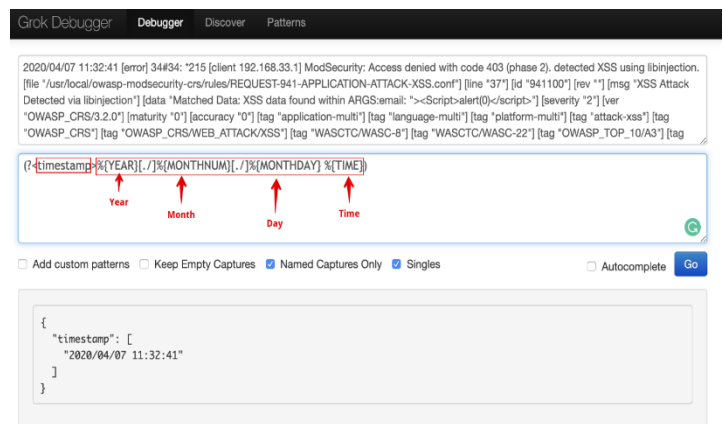 Grok Debugger Debugger Discover Patterns
2020/04/07 11:32:41 [error] 34#34: *215 [client 192.168.33.1] ModSecurity: Access denied with code 403 (phase 2). detected XSS using libinjection.
[file "/usr/local/owasp-modsecurity-crs/rules/REQUEST-941-APPLICATION-ATTACK-XSS.conf"] [line "37"] [id "941100"] [rev ""] [msg "XSS Attack
Detected via libinjection"] [data "Matched Data: XSS data found within ARGS:email: "><Script>alert(0)</script>"] [severity "2"] [ver
"OWASP_CRS/3.2.0"] [maturity "0"] [accuracy "0"] [tag "application-multi"] [tag "language-multi"] [tag "platform-multi"] [tag "attack-xss"] [tag
"OWASP_CRS"] [tag "OWASP_CRS/WEB_ATTACK/XSS"] [tag "WASCTC/WASC-8"] [tag "WASCTC/WASC-22"] [tag "OWASP_TOP_10/A3"] [tag
(?<timestamp>%{YEAR}[./]%{MONTHNUM}[./]%{MONTHDAY} %{TIME})
Year
Month
Day
Time
Add custom patterns Keep Empty Captures Named Captures Only Singles Autocomplete Go
{
"timestamp": [
"2020/04/07 11:32:41"
]
}